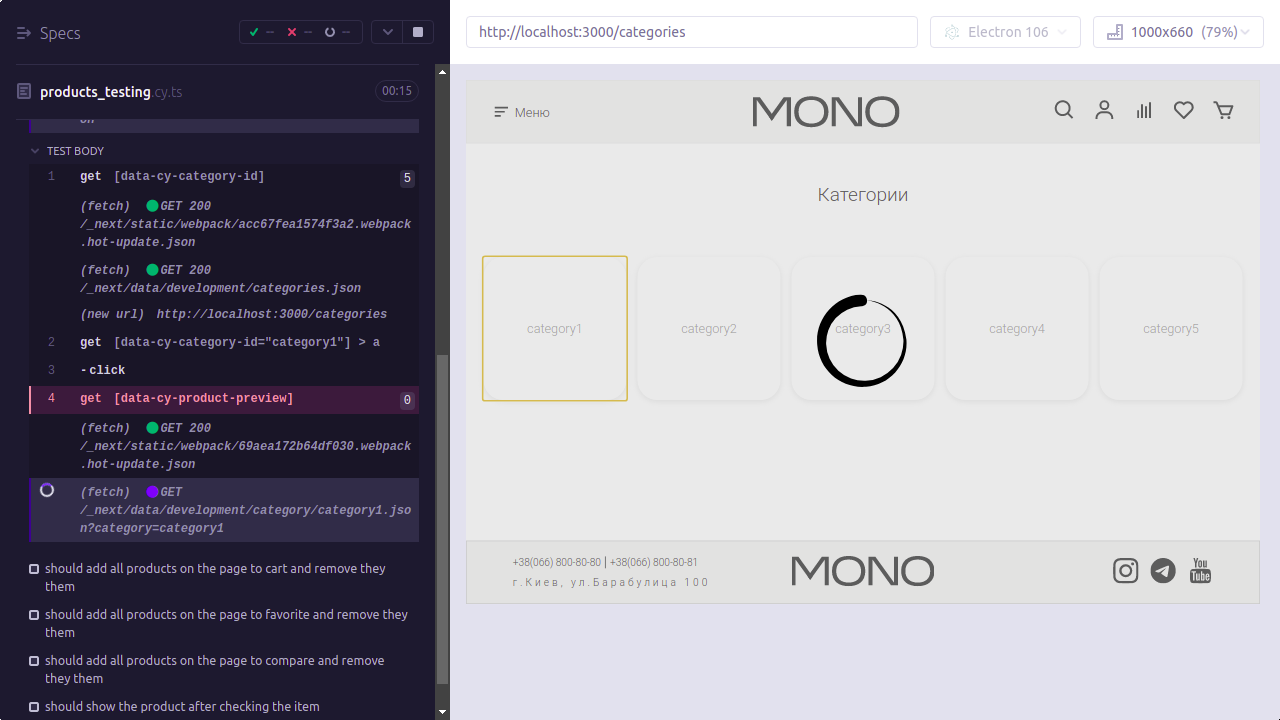 Specs
--
--
--
products_testing.cy.ts
00:15
TEST BODY
1 get [data-cy-category-id] 5
(fetch) GET 200
/_next/static/webpack/acc67fea1574f3a2.webpack
.hot-update.json
(fetch) GET 200
/_next/data/development/categories.json
(new url) http://localhost:3000/categories
2 get [data-cy-category-id="category1"] > a
3 -click
4 get [data-cy-product-preview] 0
(fetch) GET 200
/_next/static/webpack/69aea172b64df030.webpack
.hot-update.json
(fetch) GET
/_next/data/development/category/category1.jso
n?category=category1
should add all products on the page to cart and remove they
them
should add all products on the page to favorite and remove they
them
should add all products on the page to compare and remove
they them
should show the product after checking the item
http://localhost:3000/categories
Electron 106
1000x660 (79%)
Меню
MONO
Категории
category1
category2
category3
category4
category5
+38(066) 800-80-80 | +38(066) 800-80-81
г.Киев, ул.Барабулица 100
MONO
You
Tube